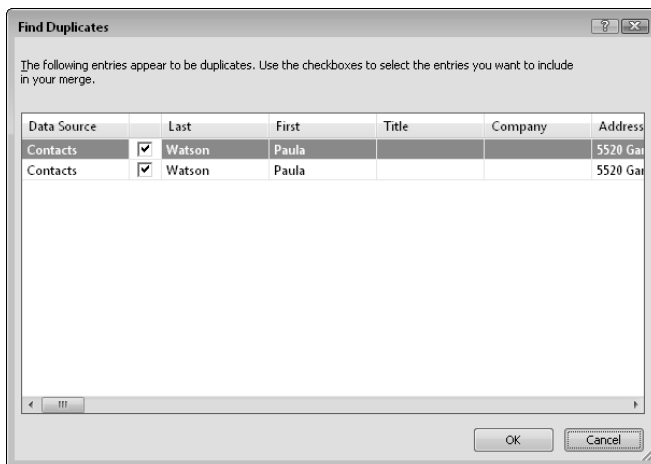 Find Duplicates
The following entries appear to be duplicates. Use the checkboxes to select the entries you want to include
in your merge.
Data Source Last First Title Company Address
Contacts Watson Paula 5520 Gar
Contacts Watson Paula 5520 Gar
OK Cancel